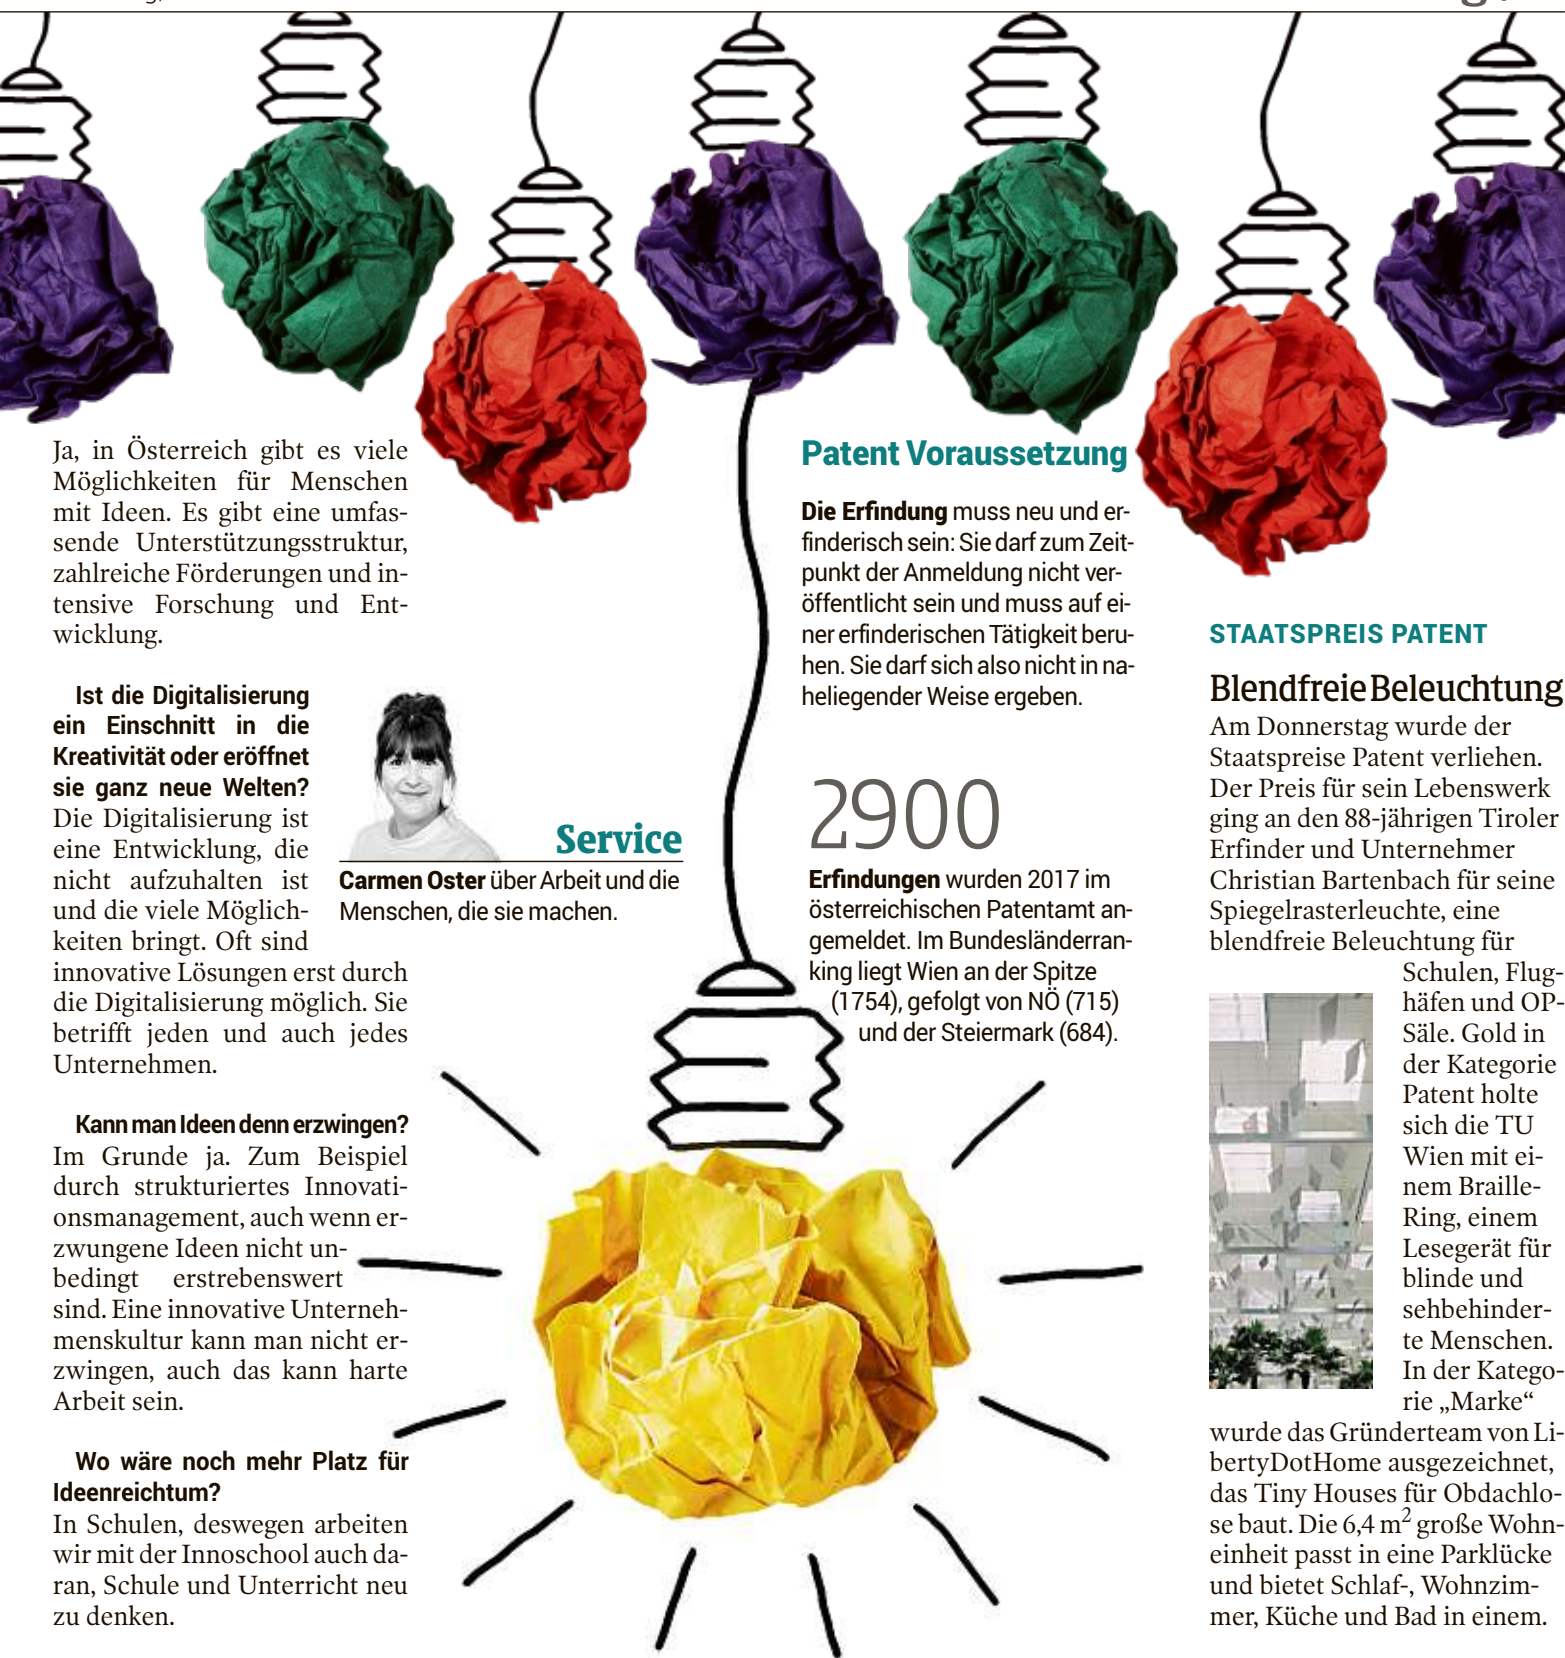 Ja, in Österreich gibt es viele
Möglichkeiten für Menschen
mit Ideen. Es gibt eine umfas-
sende Unterstützungsstruktur,
zahlreiche Förderungen und in-
tensive Forschung und Ent-
wicklung.
Ist die Digitalisierung
ein Einschnitt in die
Kreativität oder eröffnet
sie ganz neue Welten?
Die Digitalisierung ist
eine Entwicklung, die
nicht aufzuhalten ist
und die viele Möglich-
keiten bringt. Oft sind
innovative Lösungen erst durch
die Digitalisierung möglich. Sie
betrifft jeden und auch jedes
Unternehmen.
Kann man Ideen denn erzwingen?
Im Grunde ja. Zum Beispiel
durch strukturiertes Innovati-
onsmanagement, auch wenn er-
zwungene Ideen nicht un-
bedingt erstrebenswert
sind. Eine innovative Unterneh-
menskultur kann man nicht er-
zwingen, auch das kann harte
Arbeit sein.
Wo wäre noch mehr Platz für
Ideenreichtum?
In Schulen, deswegen arbeiten
wir mit der Innoschool auch da-
ran, Schule und Unterricht neu
zu denken.
Service
Carmen Oster über Arbeit und die
Menschen, die sie machen.
Patent Voraussetzung
Die Erfindung muss neu und er-
finderisch sein: Sie darf zum Zeit-
punkt der Anmeldung nicht ver-
öffentlicht sein und muss auf ei-
ner erfinderischen Tätigkeit beru-
hen. Sie darf sich also nicht in na-
heliegender Weise ergeben.
2900
Erfindungen wurden 2017 im
österreichischen Patentamt an-
gemeldet. Im Bundesländerran-
king liegt Wien an der Spitze
(1754), gefolgt von NÖ (715)
und der Steiermark (684).
STAATSPREIS PATENT
Blendfreie Beleuchtung
Am Donnerstag wurde der
Staatspreise Patent verliehen.
Der Preis für sein Lebenswerk
ging an den 88-jährigen Tiroler
Erfinder und Unternehmer
Christian Bartenbach für seine
Spiegelrasterleuchte, eine
blendfreie Beleuchtung für
Schulen, Flug-
häfen und OP-
Säle. Gold in
der Kategorie
Patent holte
sich die TU
Wien mit ei-
nem Braille-
Ring, einem
Lesegerät für
blinde und
sehbehinder-
te Menschen.
In der Katego-
rie „Marke“
wurde das Gründerteam von Li-
bertyDotHome ausgezeichnet,
das Tiny Houses für Obdachlo-
se baut. Die 6,4 m² große Wohn-
einheit passt in eine Parklücke
und bietet Schlaf-, Wohnzim-
mer, Küche und Bad in einem.